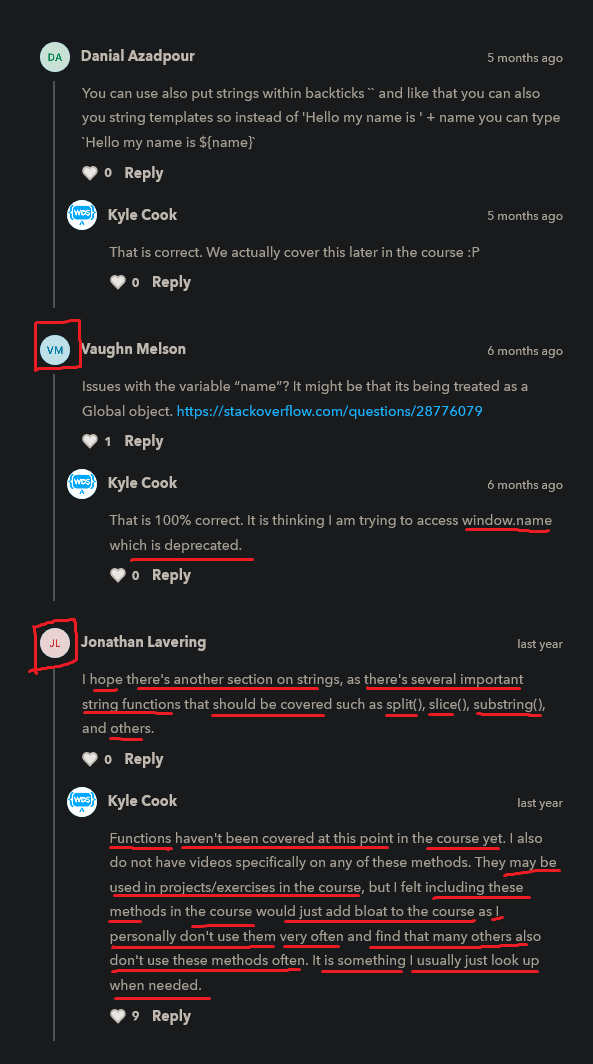 DA Danial Azadpour 5 months ago
You can use also put strings within backticks `` and like that you can also
you string templates so instead of 'Hello my name is ' + name you can type
`Hello my name is ${name}`
0 Reply
WDS Kyle Cook 5 months ago
That is correct. We actually cover this later in the course :P
0 Reply
VM Vaughn Melson 6 months ago
Issues with the variable “name”? It might be that its being treated as a
Global object. https://stackoverflow.com/questions/28776079
1 Reply
WDS Kyle Cook 6 months ago
That is 100% correct. It is thinking I am trying to access window.name
which is deprecated.
0 Reply
JL Jonathan Lavering last year
I hope there's another section on strings, as there's several important
string functions that should be covered such as split(), slice(), substring(),
and others.
0 Reply
WDS Kyle Cook last year
Functions haven't been covered at this point in the course yet. I also
do not have videos specifically on any of these methods. They may be
used in projects/exercises in the course, but I felt including these
methods in the course would just add bloat to the course as I
personally don't use them very often and find that many others also
don't use these methods often. It is something I usually just look up
when needed.
9 Reply